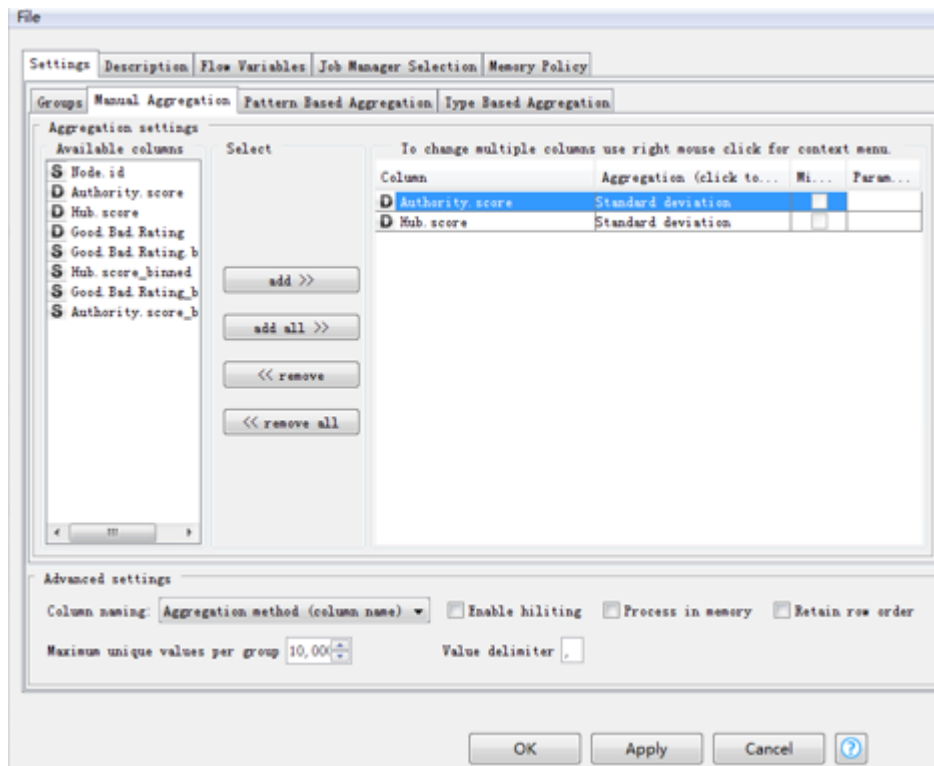 File
Settings Description Flow Variables Job Manager Selection Memory Policy
Groups Manual Aggregation Pattern Based Aggregation Type Based Aggregation
Aggregation settings
Available columns
S Node.id
D Authority.score
D Hub.score
D Good.Bad.Rating
S Good.Bad.Rating.b
S Hub.score_binned
S Good.Bad.Rating_b
S Authority.score_b
Select
add >>
add all >>
<< remove
<< remove all
To change multiple columns use right mouse click for context menu.
Column Aggregation (click to... Mi... Param...
D Authority.score Standard deviation
D Hub.score Standard deviation
Advanced settings
Column naming: Aggregation method (column name) Enable hiliting Process in memory Retain row order
Maximum unique values per group 10,00 Value delimiter ,
OK Apply Cancel ?